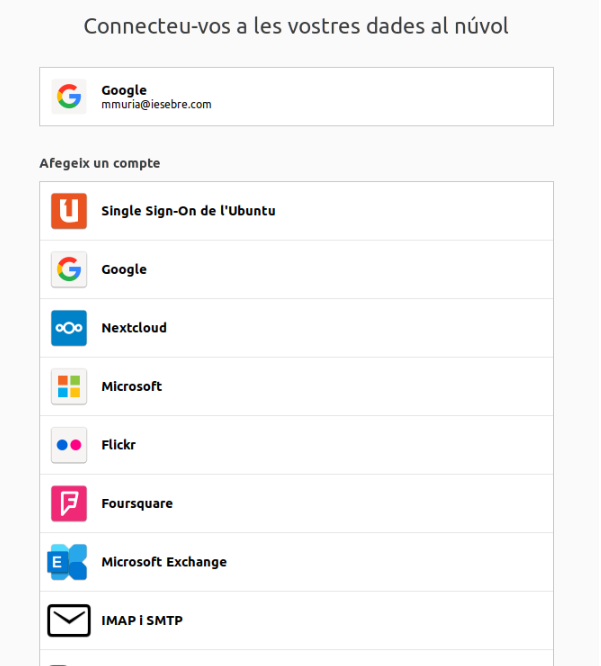 Connecteu-vos a les vostres dades al núvol
Google
mmuria@iesebre.com
Afegeix un compte
Single Sign-On de l'Ubuntu
Google
Nextcloud
Microsoft
Flickr
Foursquare
E
Microsoft Exchange
IMAP i SMTP